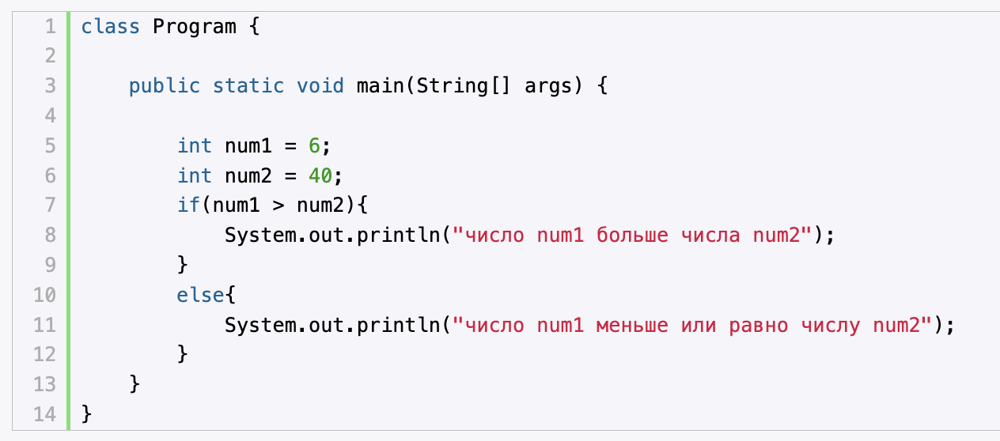 1 class Program {
2
3     public static void main(String[] args) {
4
5         int num1 = 6;
6         int num2 = 40;
7         if(num1 > num2){
8             System.out.println("число num1 больше числа num2");
9         }
10         else{
11             System.out.println("число num1 меньше или равно числу num2");
12         }
13     }
14 }